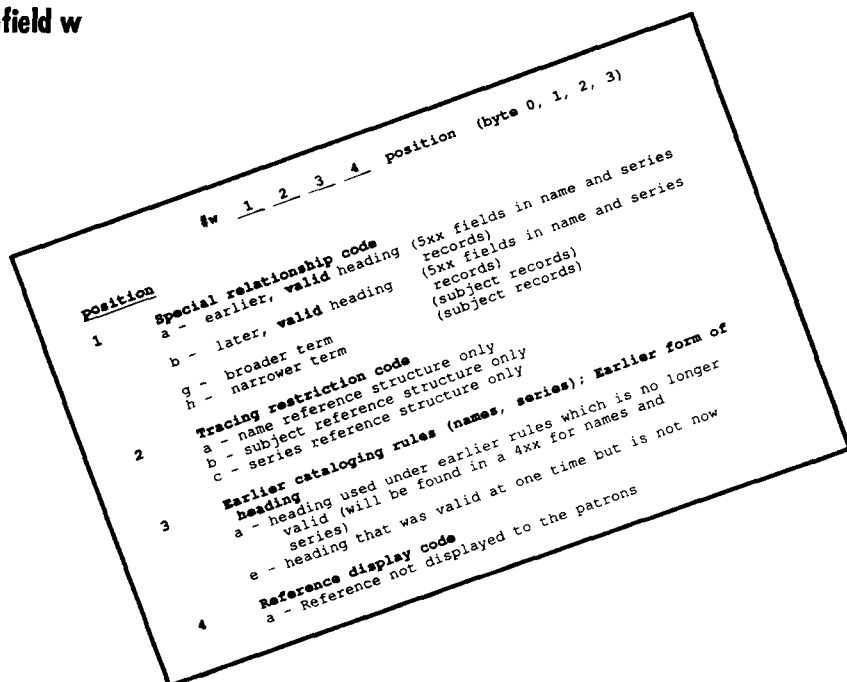 field w
#w 1 2 3 4 position (byte 0, 1, 2, 3)
position
1 Special relationship code
a - earlier, valid heading (5xx fields in name and series records)
b - later, valid heading (5xx fields in name and series records)
g - broader term (subject records)
h - narrower term (subject records)
2 Tracing restriction code
a - name reference structure only
b - subject reference structure only
c - series reference structure only
3 Earlier cataloging rules (names, series); Earlier form of
heading
a - heading used under earlier rules which is no longer
valid (will be found in a 4xx for names and
series)
e - heading that was valid at one time but is not now
4 Reference display code
a - Reference not displayed to the patrons